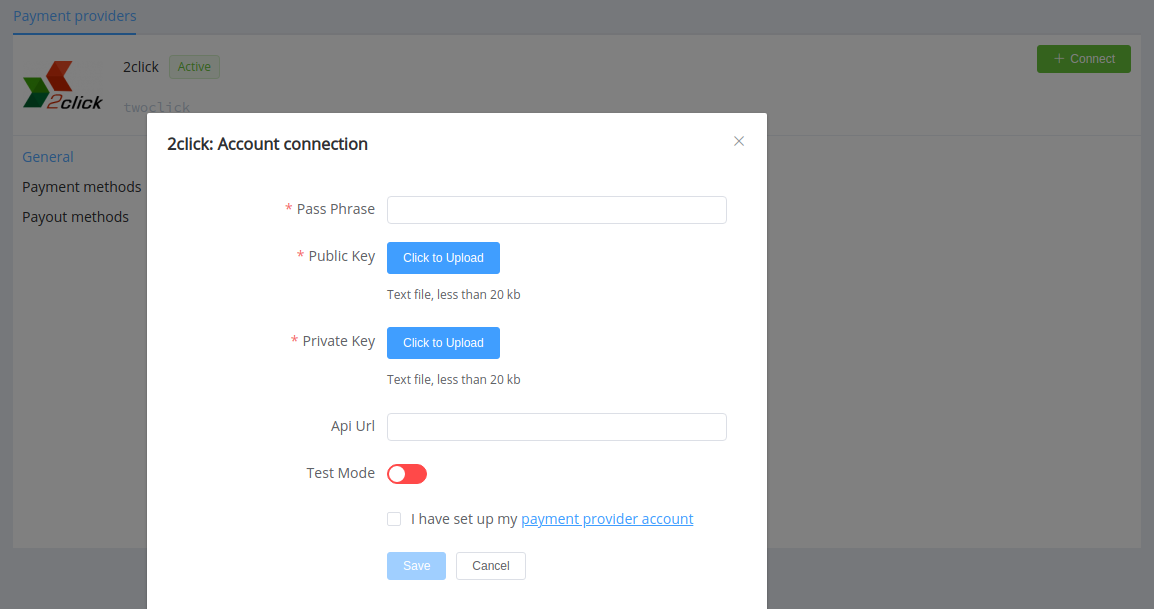 Payment providers
2click Active
+ Connect
2click
twoclick
2click: Account connection
General
Payment methods
Payout methods
* Pass Phrase
* Public Key Click to Upload
Text file, less than 20 kb
* Private Key Click to Upload
Text file, less than 20 kb
Api Url
Test Mode
I have set up my payment provider account
Save Cancel